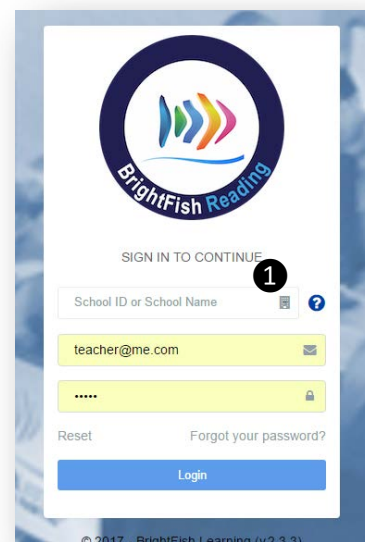 BrightFish Reading
SIGN IN TO CONTINUE
1
School ID or School Name
?
teacher@me.com
•••••
Reset Forgot your password?
Login
© 2017 - BrightFish Learning (v.2.3.3)